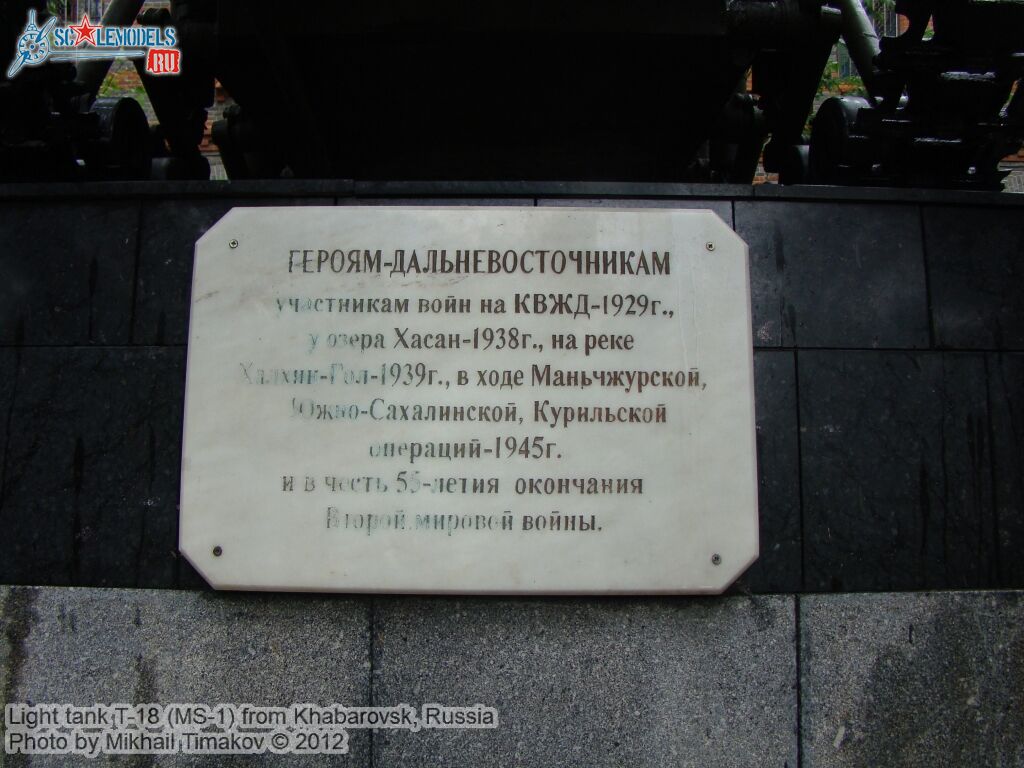 SCALEMODELS
.RU
ГЕРОЯМ-ДАЛЬНЕВОСТОЧНИКАМ
участникам войн на КВЖД-1929г.,
у озера Хасан-1938г., на реке
Халхин-Гол-1939г., в ходе Маньчжурской,
Южно-Сахалинской, Курильской
операций-1945г.
и в честь 55-летия окончания
Второй мировой войны.
Light tank T-18 (MS-1) from Khabarovsk, Russia
Photo by Mikhail Timakov © 2012